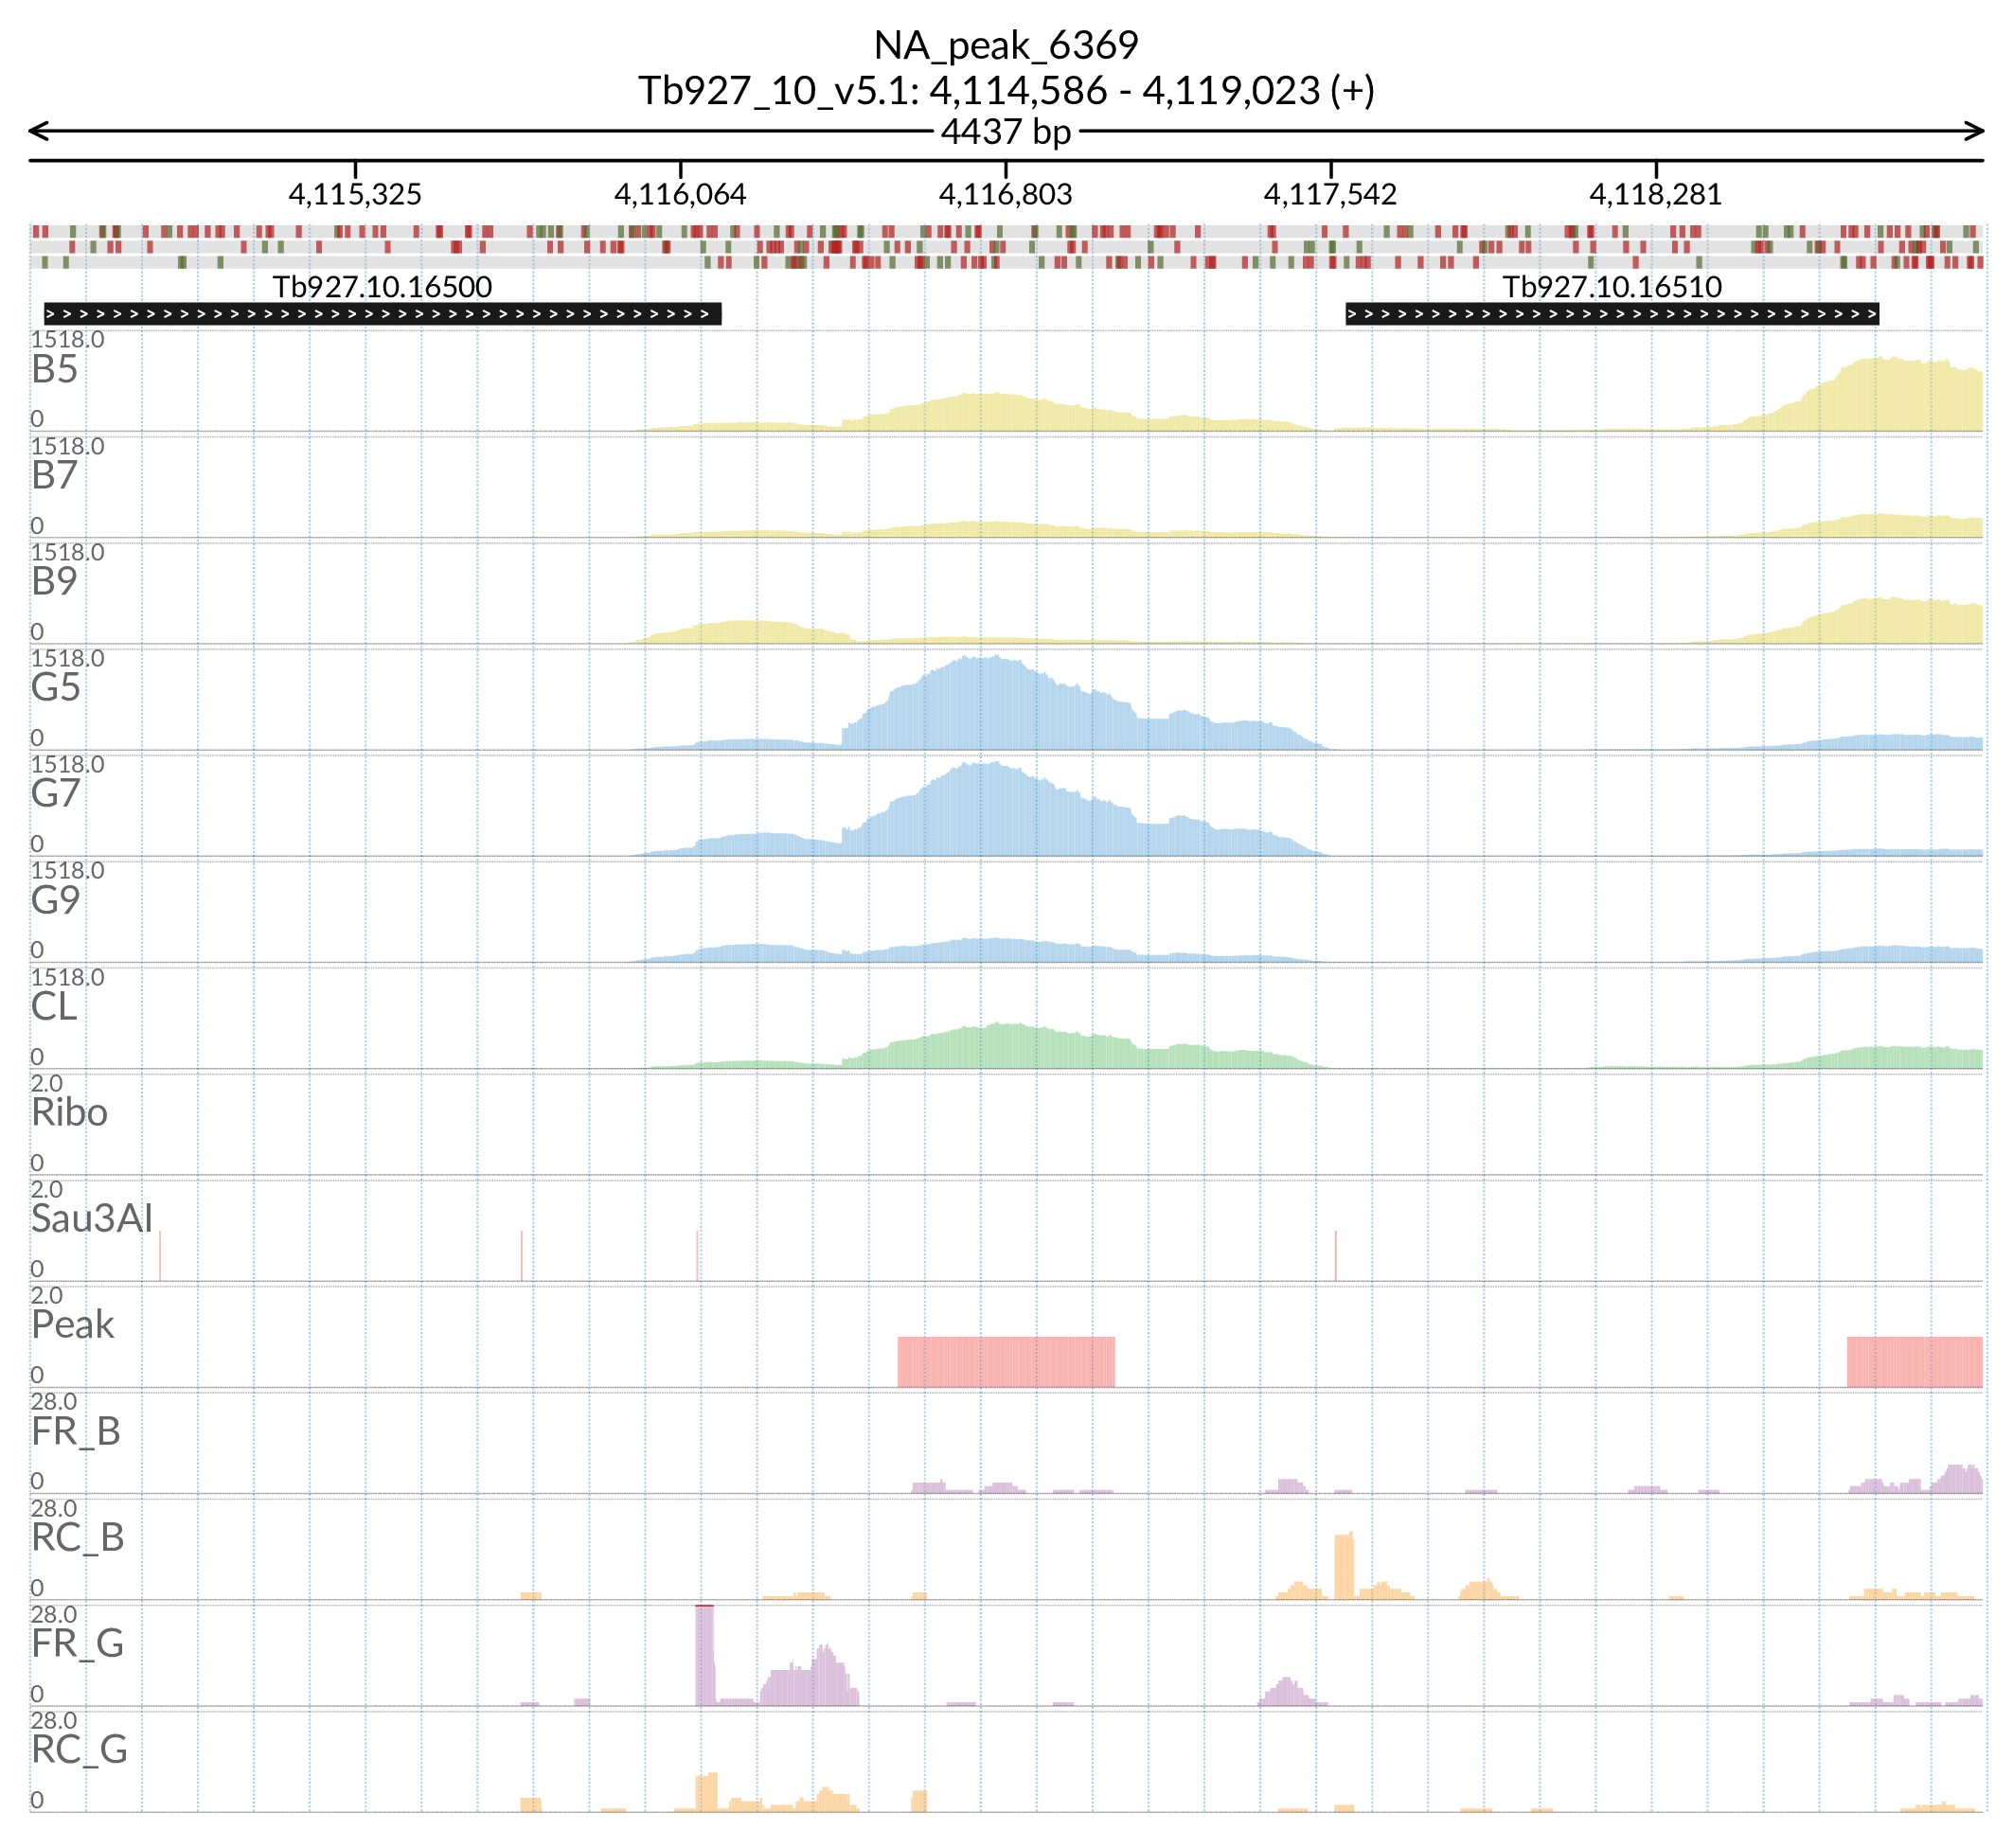 NA_peak_6369
Tb927_10_v5.1: 4,114,586 - 4,119,023 (+)
4437 bp
4,115,325 4,116,064 4,116,803 4,117,542 4,118,281
Tb927.10.16500 Tb927.10.16510
1518.0
B5
0
1518.0
B7
0
1518.0
B9
0
1518.0
G5
0
1518.0
G7
0
1518.0
G9
0
1518.0
CL
0
2.0
Ribo
0
2.0
Sau3AI
0
2.0
Peak
0
28.0
FR_B
0
28.0
RC_B
0
28.0
FR_G
0
28.0
RC_G
0